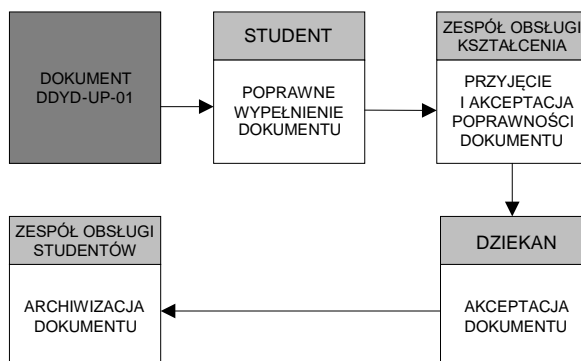 DOKUMENT
DDYD-UP-01
STUDENT
POPRAWNE
WYPEŁNIENIE
DOKUMENTU
ZESPÓŁ OBSŁUGI
KSZTAŁCENIA
PRZYJĘCIE
I AKCEPTACJA
POPRAWNOŚCI
DOKUMENTU
DZIEKAN
AKCEPTACJA
DOKUMENTU
ZESPÓŁ OBSŁUGI
STUDENTÓW
ARCHIWIZACJA
DOKUMENTU